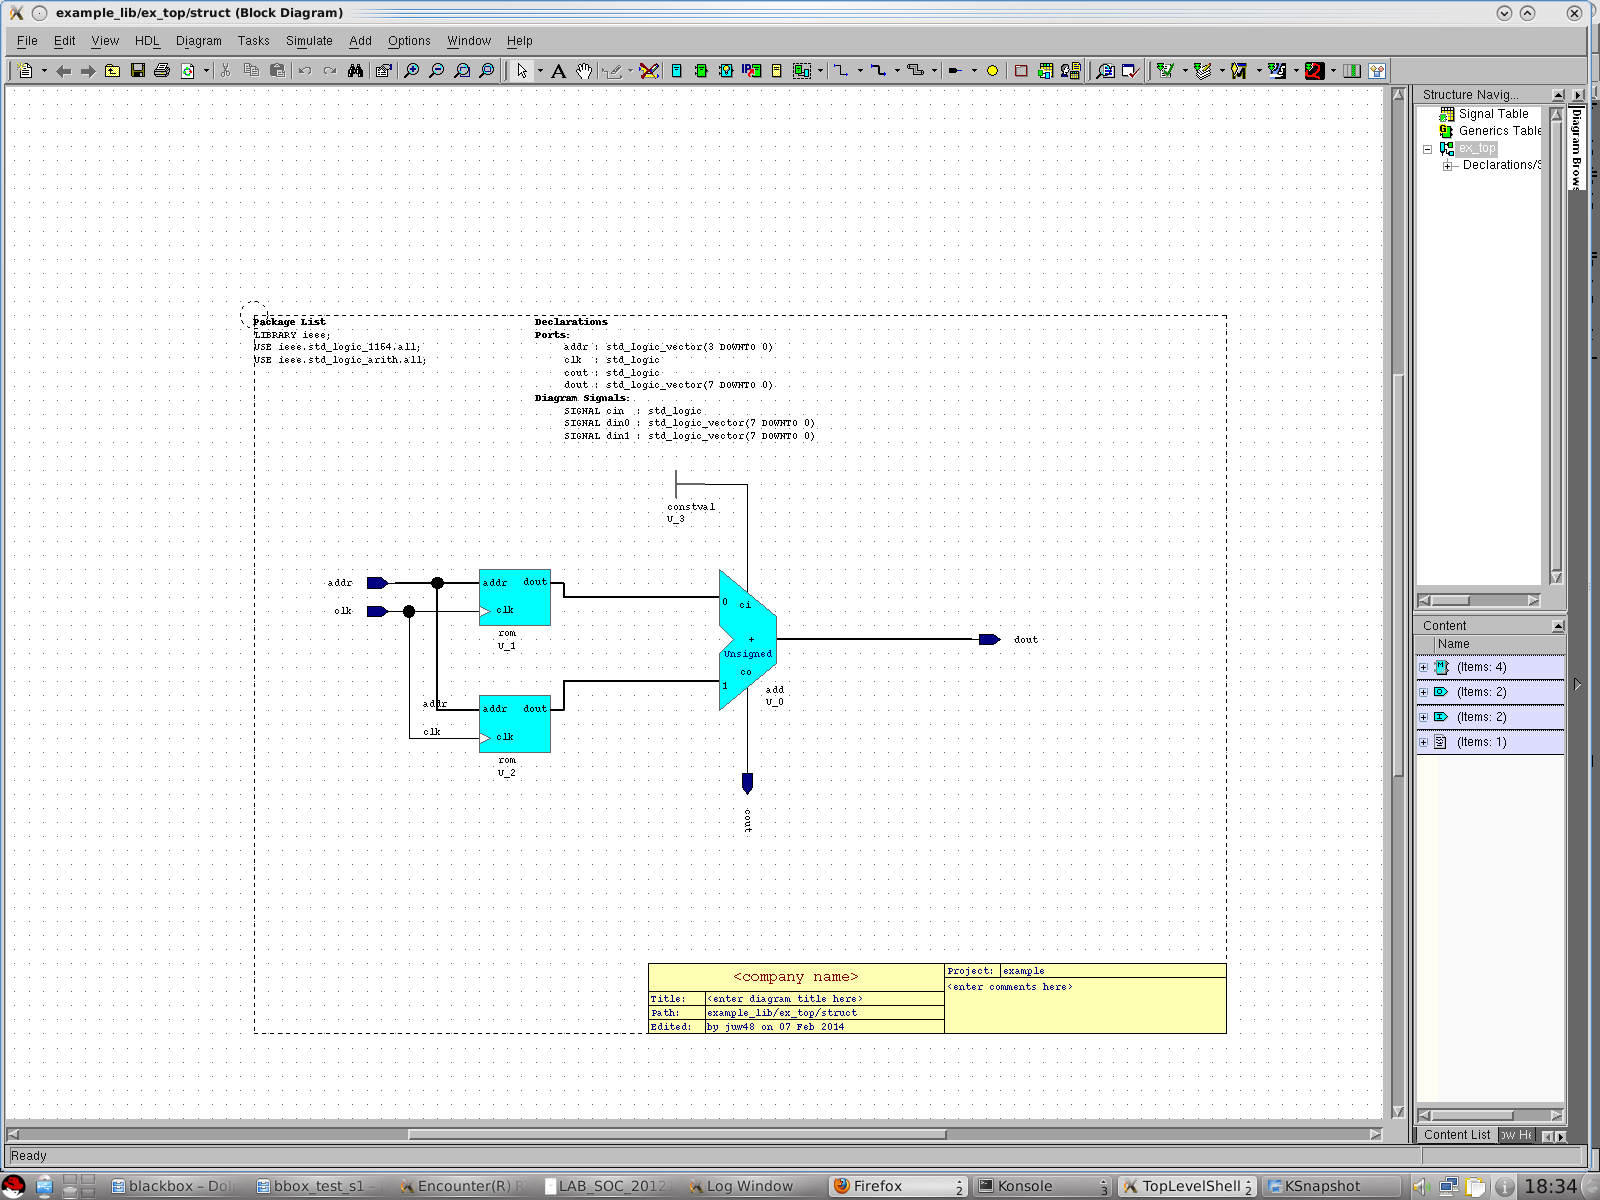 example_lib/ex_top/struct (Block Diagram)
File Edit View HDL Diagram Tasks Simulate Add Options Window Help
Structure Navig...
Signal Table
Generics Table
ex_top
Declarations/S
Diagram Brows
Package List
LIBRARY ieee;
USE ieee.std_logic_1164.all;
USE ieee.std_logic_arith.all;
Declarations
Ports:
addr : std_logic_vector(3 DOWNTO 0)
clk : std_logic
cout : std_logic
dout : std_logic_vector(7 DOWNTO 0)
Diagram Signals:
SIGNAL cin : std_logic
SIGNAL din0 : std_logic_vector(7 DOWNTO 0)
SIGNAL din1 : std_logic_vector(7 DOWNTO 0)
constval
U_3
addr
clk
addr dout
clk
rom
U_1
addr
clk
addr dout
clk
rom
U_2
0 ci
+
Unsigned
co
1
add
U_0
dout
cout
Content
Name
(Items: 4)
(Items: 2)
(Items: 2)
(Items: 1)
Content List
<company name>
Title: <enter diagram title here>
Path: example_lib/ex_top/struct
Edited: by juw48 on 07 Feb 2014
Project: example
<enter comments here>
Ready
blackbox – Dol
bbox_test_s1 –
Encounter(R) R
LAB_SOC_2012
Log Window
Firefox 2
Konsole 3
TopLevelShell 2
KSnapshot
18:34